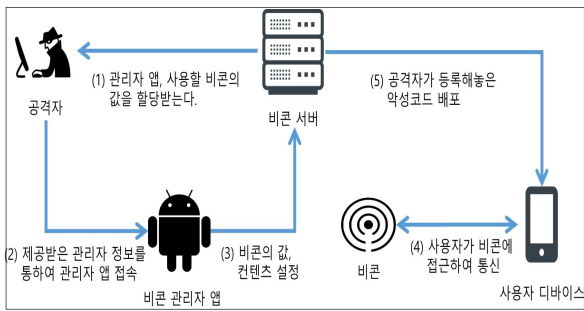 공격자
(1) 관리자 앱, 사용할 비콘의
값을 할당받는다.
비콘 서버
(5) 공격자가 등록해놓은
악성코드 배포
(2) 제공받은 관리자 정보를
통하여 관리자 앱 접속
비콘 관리자 앱
(3) 비콘의 값,
컨텐츠 설정
비콘
(4) 사용자가 비콘에
접근하여 통신
사용자 디바이스